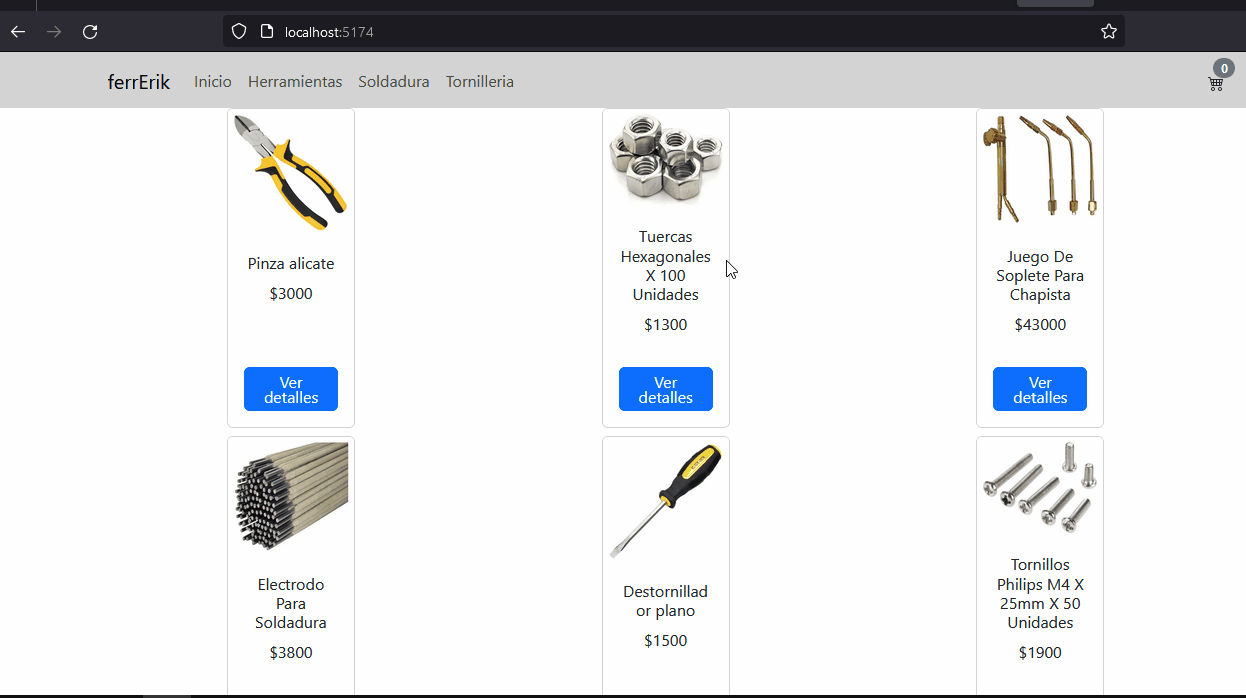 localhost:5174
ferrErik Inicio Herramientas Soldadura Tornilleria
0
Pinza alicate
$3000
Ver
detalles
Tuercas
Hexagonales
X 100
Unidades
$1300
Ver
detalles
Juego De
Soplete Para
Chapista
$43000
Ver
detalles
Electrodo
Para
Soldadura
$3800
Destornillad
or plano
$1500
Tornillos
Philips M4 X
25mm X 50
Unidades
$1900